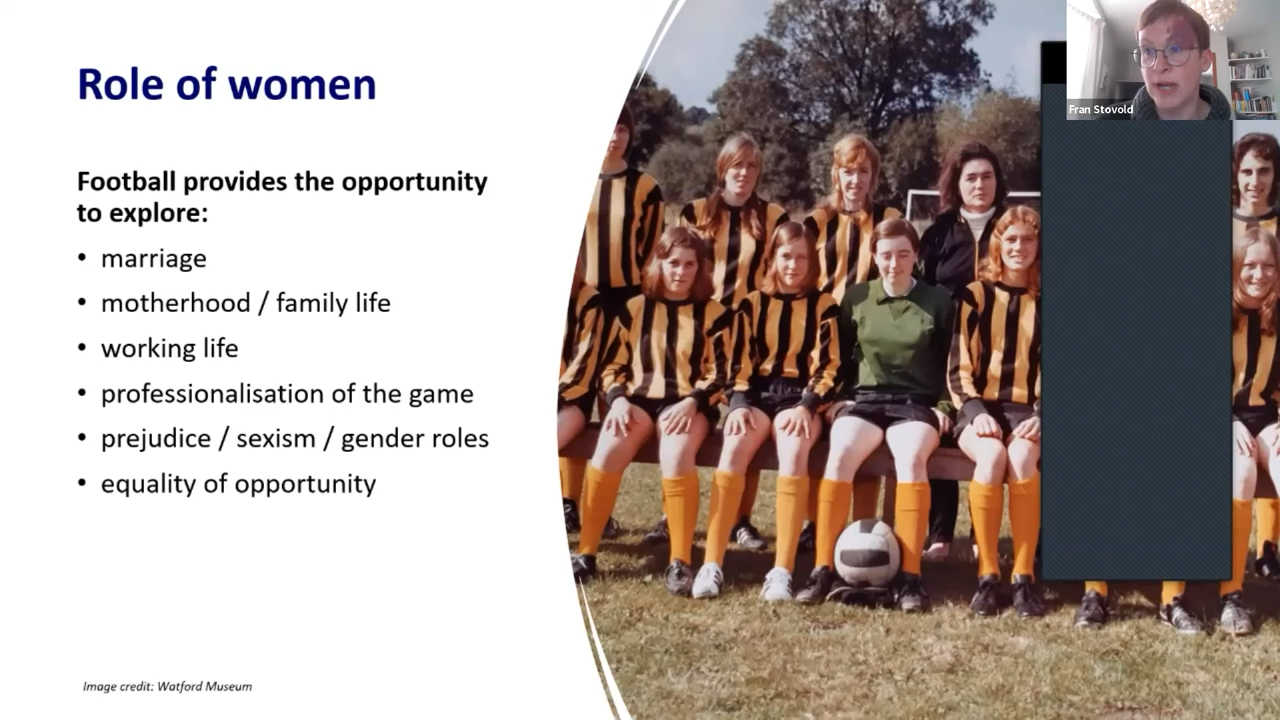 Role of women
Fran Stovold
Football provides the opportunity
to explore:
• marriage
• motherhood / family life
• working life
• professionalisation of the game
• prejudice / sexism / gender roles
• equality of opportunity
Image credit: Watford Museum